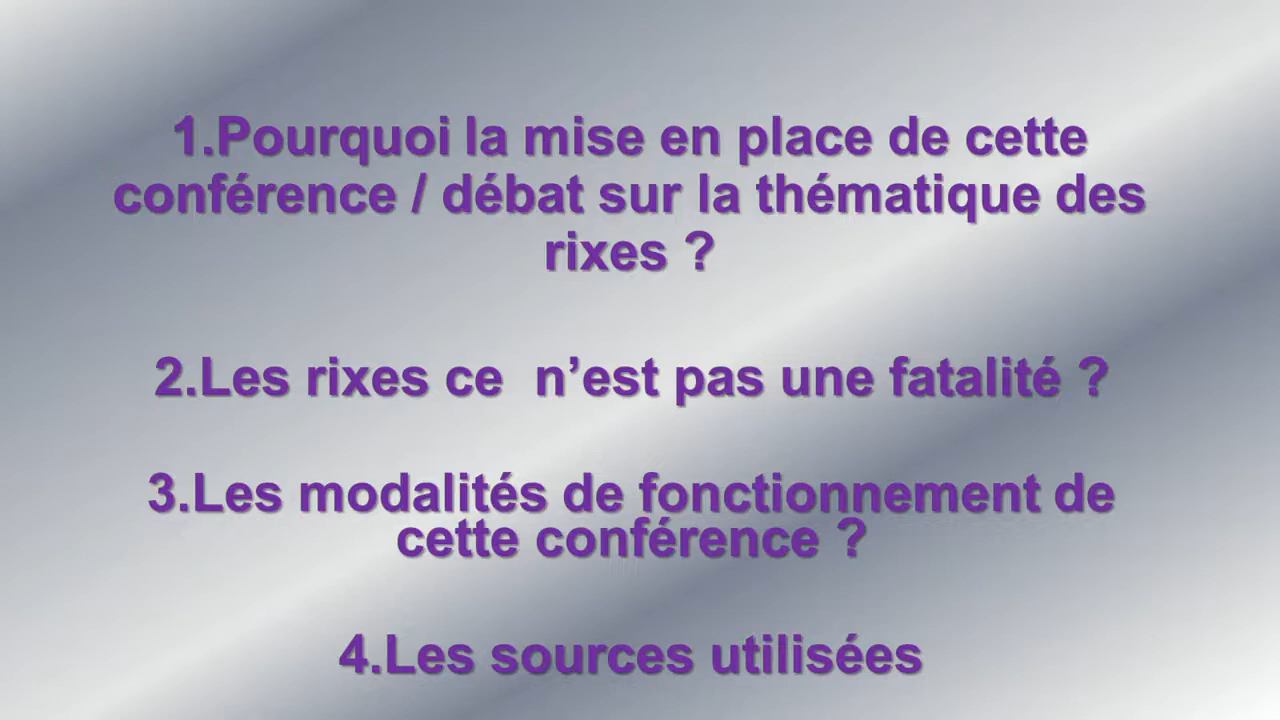 1.Pourquoi la mise en place de cette
conférence / débat sur la thématique des
rixes ?
2.Les rixes ce  n’est pas une fatalité ?
3.Les modalités de fonctionnement de
cette conférence ?
4.Les sources utilisées